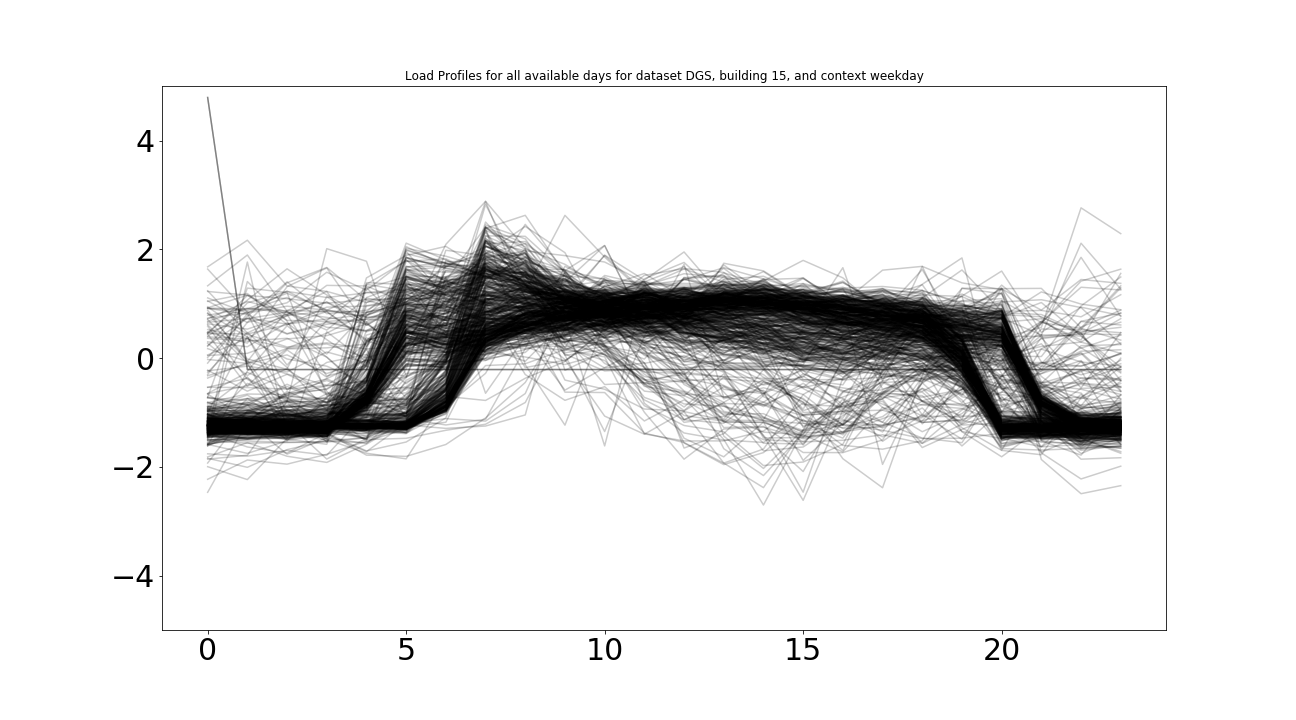 Load Profiles for all available days for dataset DGS, building 15, and context weekday
4
2
0
−2
−4
0 5 10 15 20